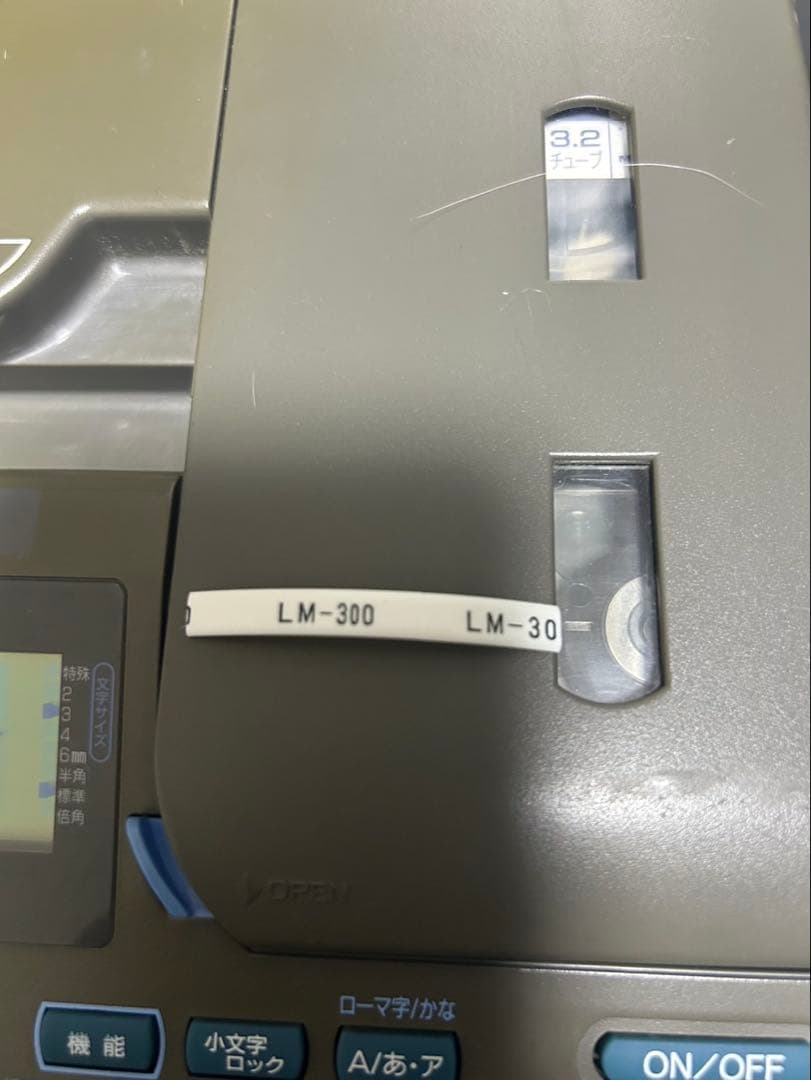 3.2
チューブ
LM-300
LM-30
特殊
2
3
4
6mm
半角
標準
倍角
文字サイズ
OPEN
ローマ字/かな
機能
小文字
ロック
A/あ・ア
ON/OFF